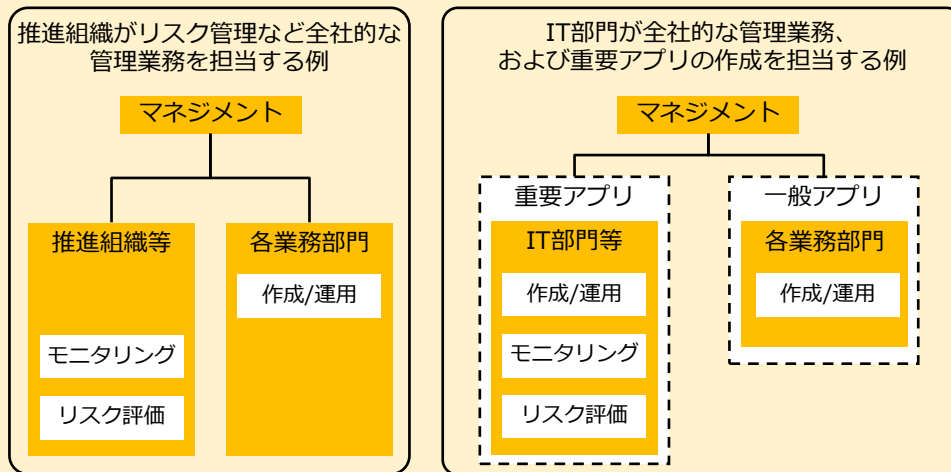 推進組織がリスク管理など全社的な
管理業務を担当する例
マネジメント
推進組織等
モニタリング
リスク評価
各業務部門
作成/運用
IT部門が全社的な管理業務、
および重要アプリの作成を担当する例
マネジメント
重要アプリ
IT部門等
作成/運用
モニタリング
リスク評価
一般アプリ
各業務部門
作成/運用